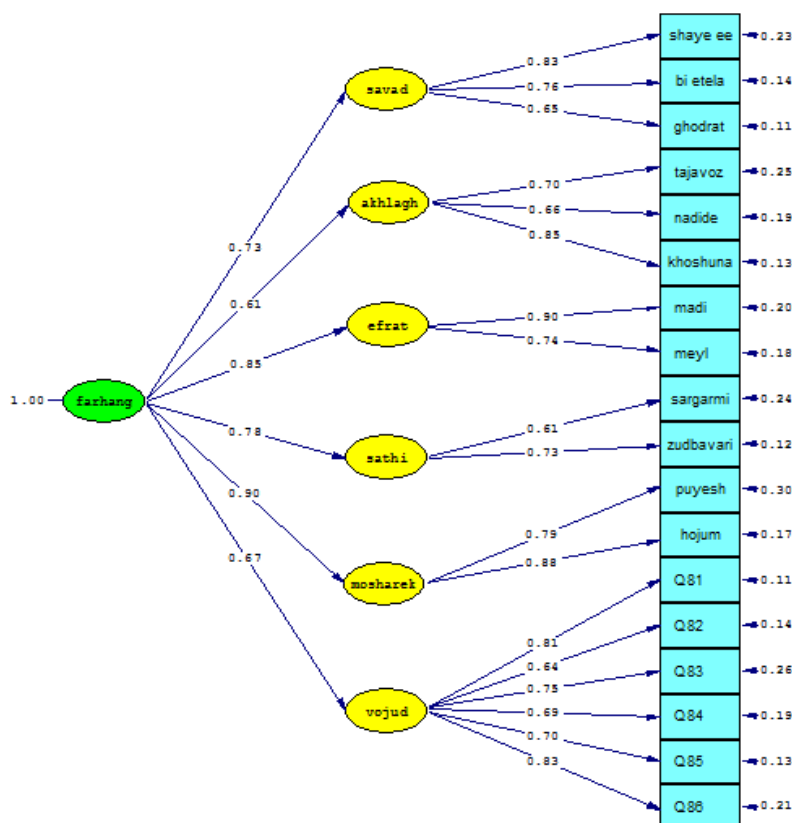 shaye ee
0.23
0.83
savad
0.76
bi etela
0.14
0.65
ghodrat
0.11
tajavoz
0.25
0.70
akhlagh
0.66
nadide
0.19
0.85
0.73
khoshuna
0.13
0.61
madi
0.20
0.90
efrat
0.74
meyl
0.18
0.85
1.00
farhang
sargarmi
0.24
0.61
0.78
zudbavari
0.12
0.73
sathi
puyesh
0.30
0.90
0.79
hojum
0.17
0.88
0.67
mosharek
Q81
0.11
0.81
Q82
0.14
0.64
Q83
0.26
0.75
vojud
0.69
Q84
0.19
0.70
Q85
0.13
0.83
Q86
0.21